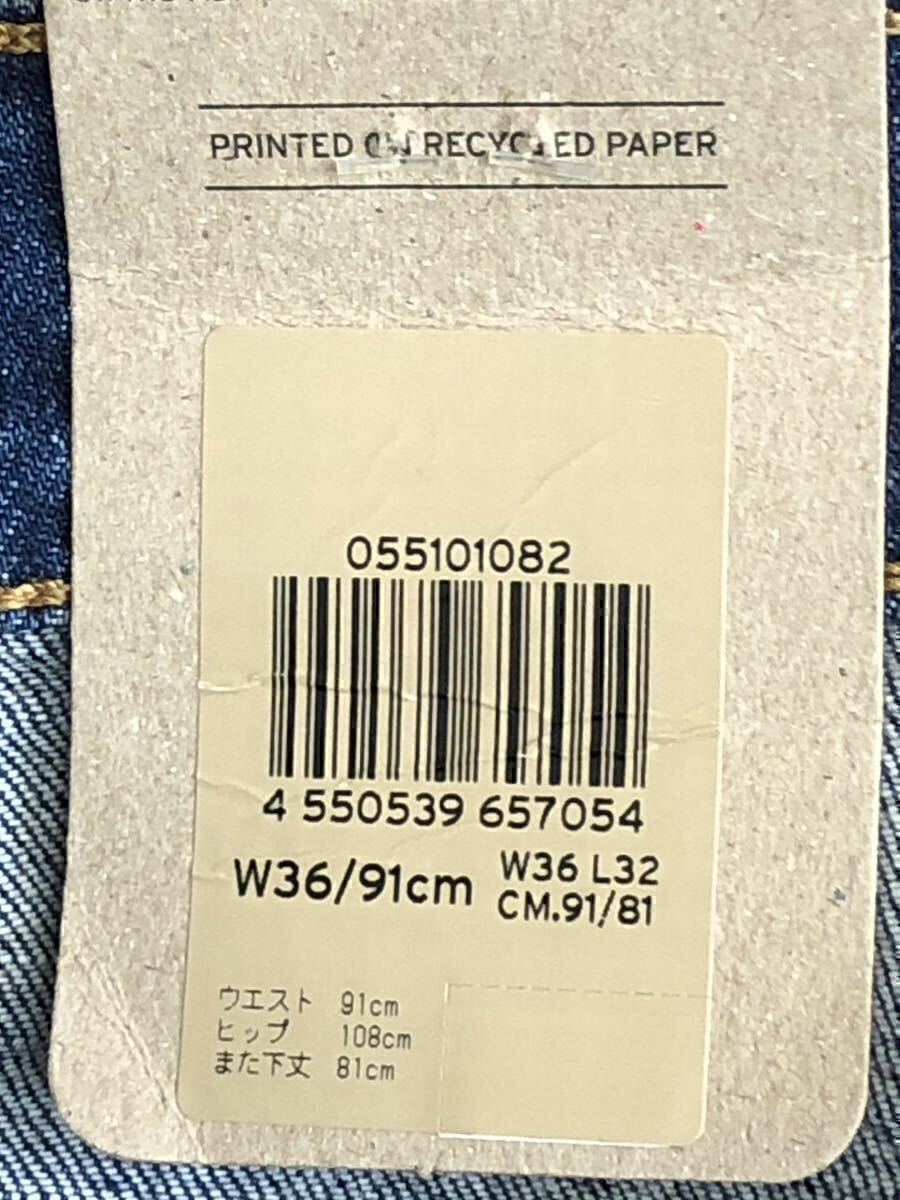 PRINTED ON RECYCLED PAPER
055101082
4 550539 657054
W36/91cm
W36 L32
CM.91/81
ウエスト 91cm
ヒップ 108cm
また下丈 81cm